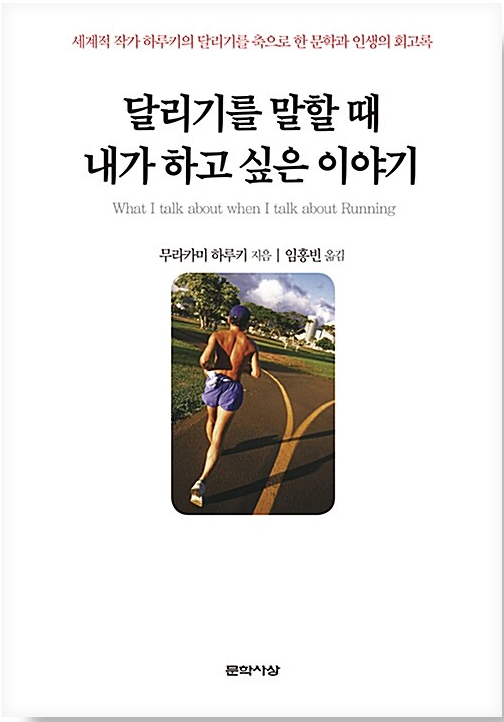 세계적 작가 하루키의 달리기를 축으로 한 문학과 인생의 회고록
달리기를 말할 때
내가 하고 싶은 이야기
What I talk about when I talk about Running
무라카미 하루키 지음 | 임홍빈 옮김
문학사상